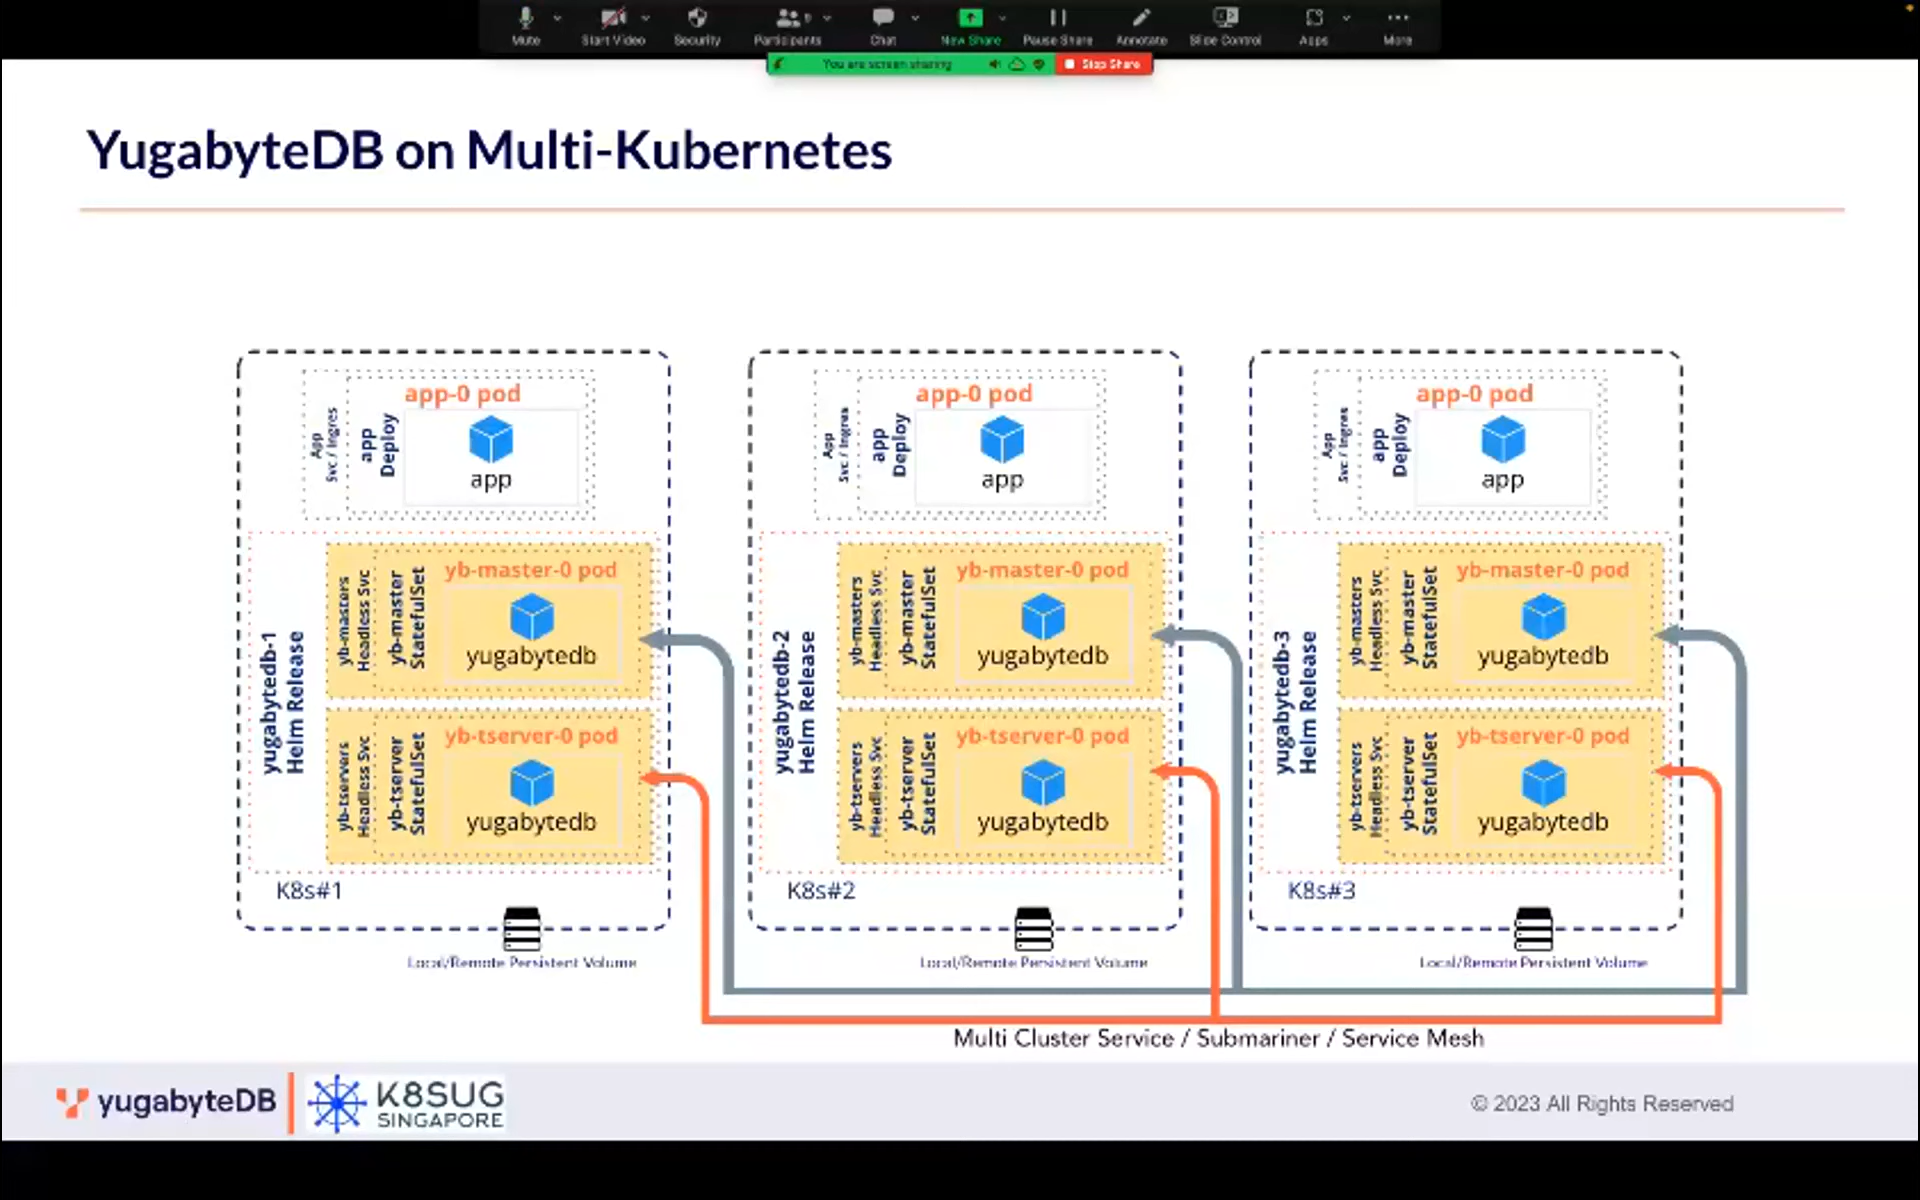 Mute
Start Video
Security
Participants
Chat
New Share
Pause Share
Annotate
Slide Control
Apps
More
You are screen sharing
Stop Share
YugabyteDB on Multi-Kubernetes
App
Svc / Ingres
app
Deploy
app-0 pod
app
yugabytedb-1
Helm Release
yb-masters
Headless Svc
yb-master
StatefulSet
yb-master-0 pod
yugabytedb
yb-tservers
Headless Svc
yb-tserver
StatefulSet
yb-tserver-0 pod
yugabytedb
K8s#1
Local/Remote Persistent Volume
App
Svc / Ingres
app
Deploy
app-0 pod
app
yugabytedb-2
Helm Release
yb-masters
Headless Svc
yb-master
StatefulSet
yb-master-0 pod
yugabytedb
yb-tservers
Headless Svc
yb-tserver
StatefulSet
yb-tserver-0 pod
yugabytedb
K8s#2
Local/Remote Persistent Volume
App
Svc / Ingres
app
Deploy
app-0 pod
app
yugabytedb-3
Helm Release
yb-masters
Headless Svc
yb-master
StatefulSet
yb-master-0 pod
yugabytedb
yb-tservers
Headless Svc
yb-tserver
StatefulSet
yb-tserver-0 pod
yugabytedb
K8s#3
Local/Remote Persistent Volume
Multi Cluster Service / Submariner / Service Mesh
yugabyteDB
K8SUG
SINGAPORE
© 2023 All Rights Reserved